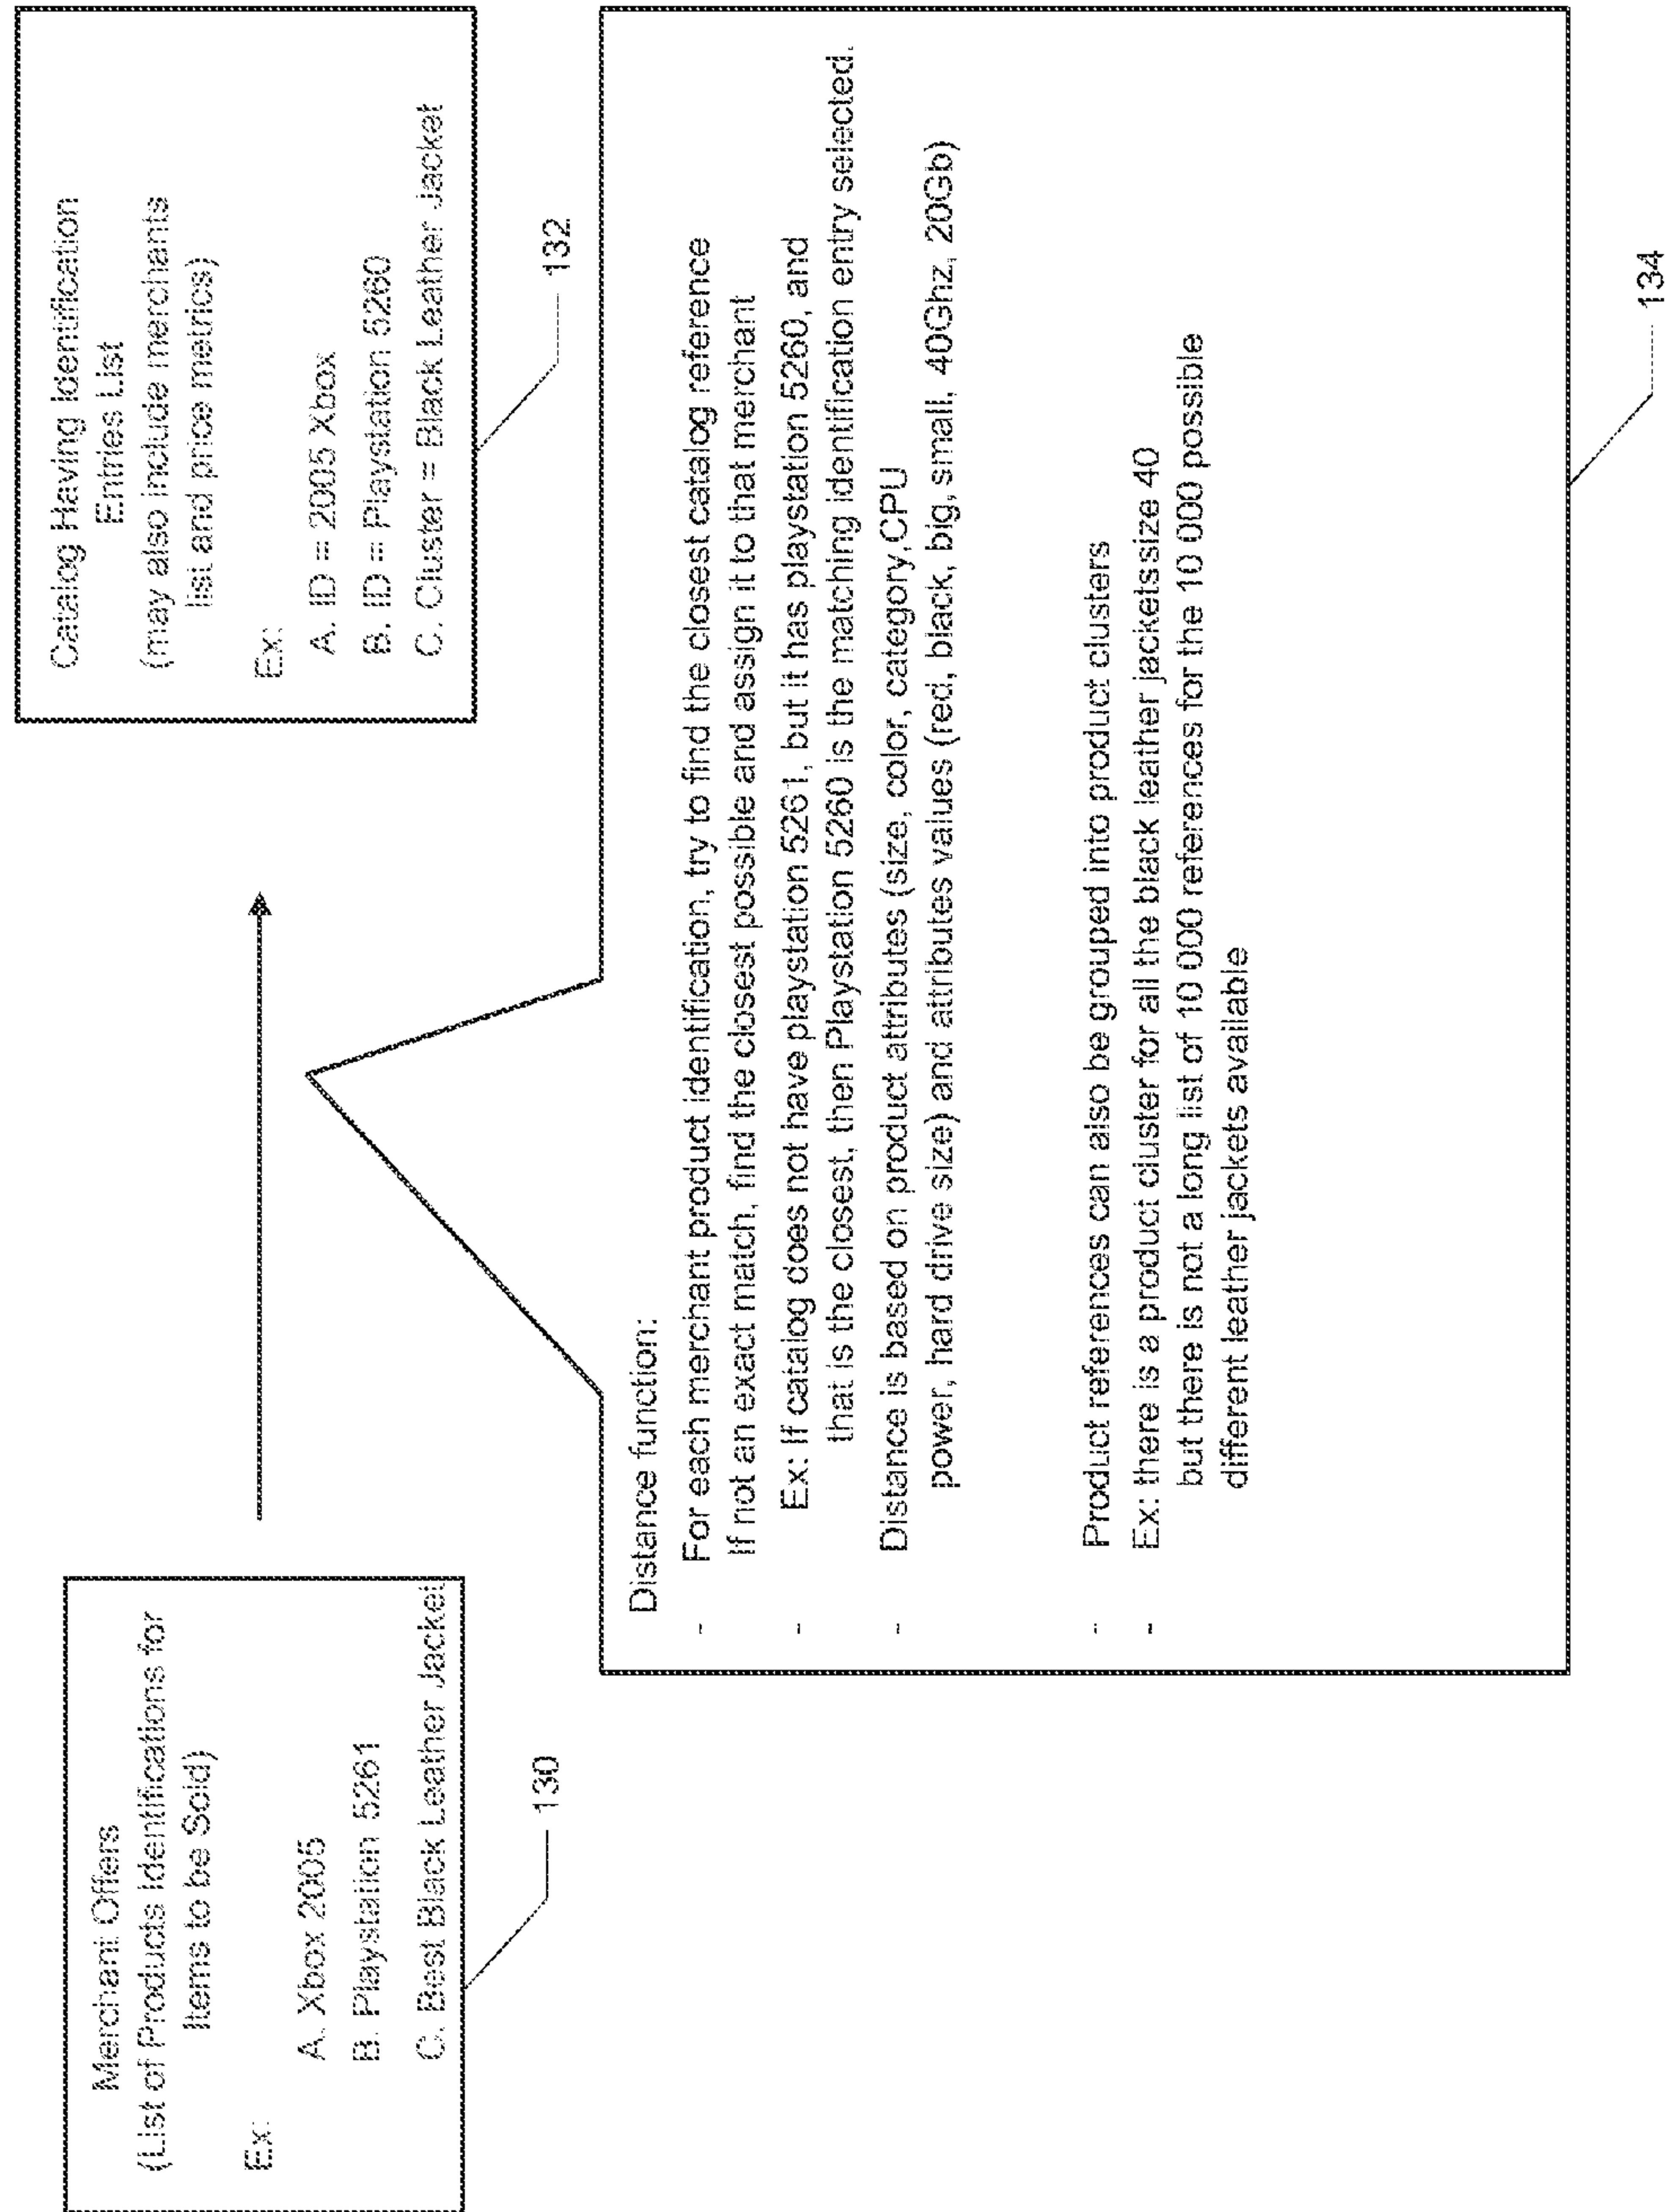 Merchant Offers
(List of Products Identifications for
Items to be Sold)
Ex:
A. Xbox 2005
B. Playstation 5261
C. Best Black Leather Jacket
130
Catalog Having Identification
Entries List
(may also include merchants
list and price metrics)
Ex:
A. ID = 2005 Xbox
B. ID = Playstation 5260
C. Cluster = Black Leather Jacket
132
Distance function:
- For each merchant product identification, try to find the closest catalog reference
If not an exact match, find the closest possible and assign it to that merchant
- Ex: If catalog does not have playstation 5261, but it has playstation 5260, and
that is the closest, then Playstation 5260 is the matching identification entry selected.
- Distance is based on product attributes (size, color, category,CPU
power, hard drive size) and attributes values (red, black, big, small, 40Ghz, 20Gb)
- Product references can also be grouped into product clusters
- Ex: there is a product cluster for all the black leather jackets size 40
but there is not a long list of 10 000 references for the 10 000 possible
different leather jackets available
134